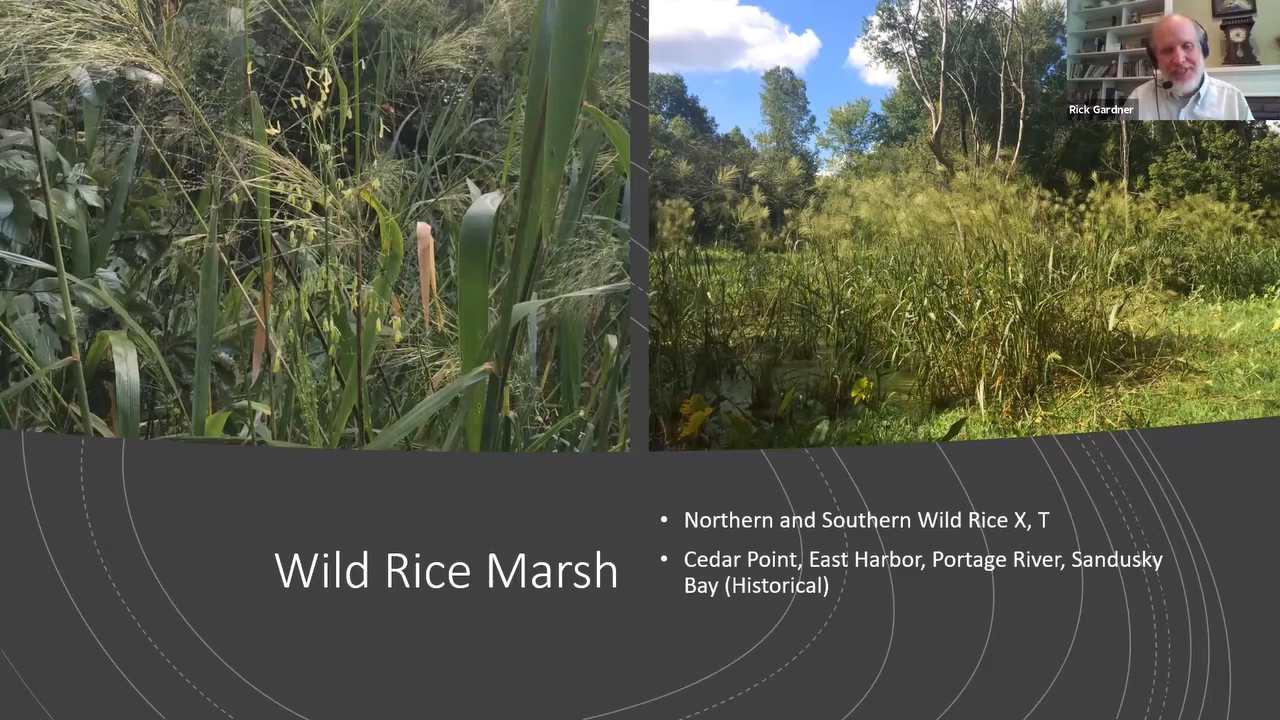 Rick Gardner
Wild Rice Marsh
• Northern and Southern Wild Rice X, T
• Cedar Point, East Harbor, Portage River, Sandusky
Bay (Historical)